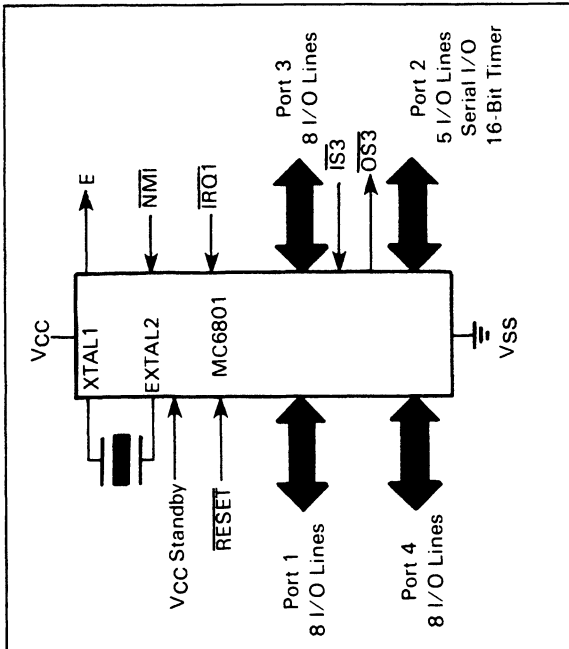 VCC
XTAL1
E
EXTAL2
NMI
VCC Standby
MC6801
IRQ1
RESET
Port 1
8 I/O Lines
Port 3
8 I/O Lines
IS3
OS3
Port 4
8 I/O Lines
Port 2
5 I/O Lines
Serial I/O
16-Bit Timer
VSS